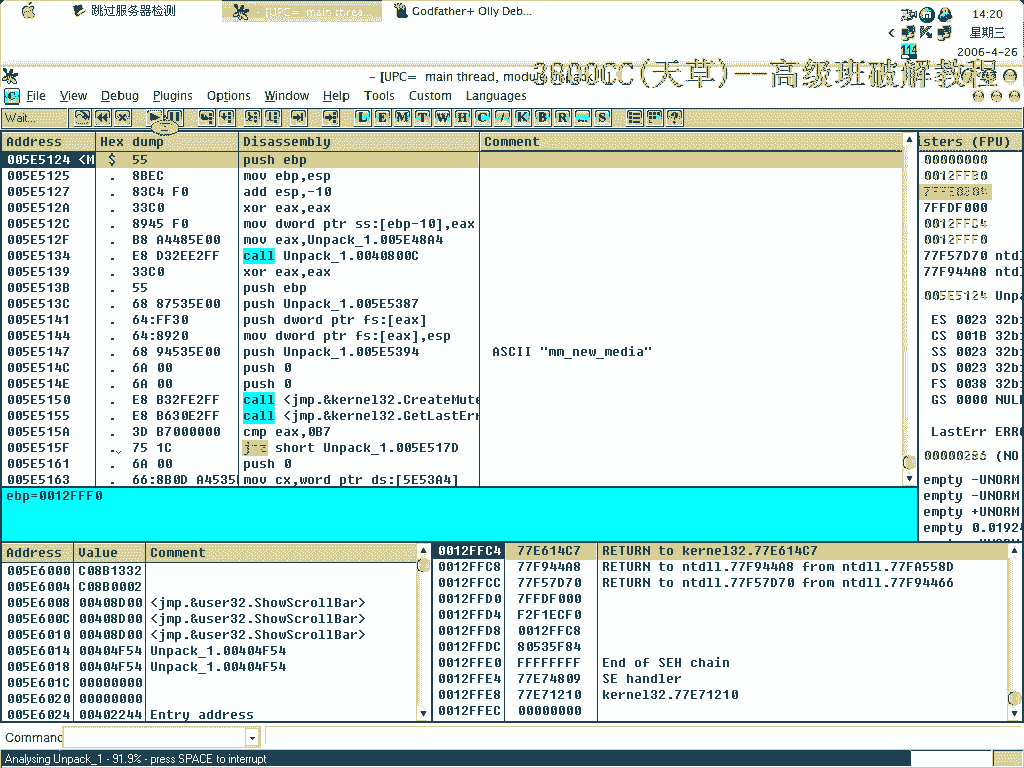 跳过服务器检测
[UPC= main threa
Godfather+ Olly Deb...
14:20
星期三
2006-4-26
- [UPC= main thread, modul
3800CC(天草)--高级班破解教程
File View Debug Plugins Options Window Help Tools Custom Languages
Wait...
L E M T W H C / K B R ... S
Address Hex dump Disassembly Comment
005E5124 <M $ 55 push ebp
005E5125 . 8BEC mov ebp,esp
005E5127 . 83C4 F0 add esp,-10
005E512A . 33C0 xor eax,eax
005E512C . 8945 F0 mov dword ptr ss:[ebp-10],eax
005E512F . B8 A4485E00 mov eax,Unpack_1.005E48A4
005E5134 . E8 D32EE2FF call Unpack_1.0040800C
005E5139 . 33C0 xor eax,eax
005E513B . 55 push ebp
005E513C . 68 87535E00 push Unpack_1.005E5387
005E5141 . 64:FF30 push dword ptr fs:[eax]
005E5144 . 64:8920 mov dword ptr fs:[eax],esp
005E5147 . 68 94535E00 push Unpack_1.005E5394 ASCII "mm_new_media"
005E514C . 6A 00 push 0
005E514E . 6A 00 push 0
005E5150 . E8 B32FE2FF call <jmp.&kernel32.CreateMute
005E5155 . E8 B630E2FF call <jmp.&kernel32.GetLastErr
005E515A . 3D B7000000 cmp eax,0B7
005E515F . 75 1C short Unpack_1.005E517D
005E5161 . 6A 00 push 0
005E5163 . 66:8B0D A4535 mov cx,word ptr ds:[5E53A4]
isters (FPU)
00000000
0012FFB0
7FFDF000
0012FFC4
0012FFF0
77F57D70 ntdl
77F944A8 ntdl
005E5124 Unpa
ES 0023 32bi
CS 001B 32bi
SS 0023 32bi
DS 0023 32bi
FS 0038 32bi
GS 0000 NUL
LastErr ERRO
(NO
empty -UNORM
empty -UNORM
empty +UNORM
empty 0.0192
ebp=0012FFF0
Address Value Comment
005E6000 C08B1332
005E6004 C08B0002
005E6008 00408D00 <jmp.&user32.ShowScrollBar>
005E600C 00408D00 <jmp.&user32.ShowScrollBar>
005E6010 00408D00 <jmp.&user32.ShowScrollBar>
005E6014 00404F54 Unpack_1.00404F54
005E6018 00404F54 Unpack_1.00404F54
005E601C 00000000
005E6020 00000000
005E6024 00402244 Entry address
0012FFC4 77E614C7 RETURN to kernel32.77E614C7
0012FFC8 77F944A8 RETURN to ntdll.77F944A8 from ntdll.77FA558D
0012FFCC 77F57D70 RETURN to ntdll.77F57D70 from ntdll.77F94466
0012FFD0 7FFDF000
0012FFD4 F2F1ECF0
0012FFD8 0012FFC8
0012FFDC 80535F84
0012FFE0 FFFFFFFF End of SEH chain
0012FFE4 77E74809 SE handler
0012FFE8 77E71210 kernel32.77E71210
0012FFEC 00000000
Command
Analysing Unpack_1 - 91.9% - press SPACE to interrupt